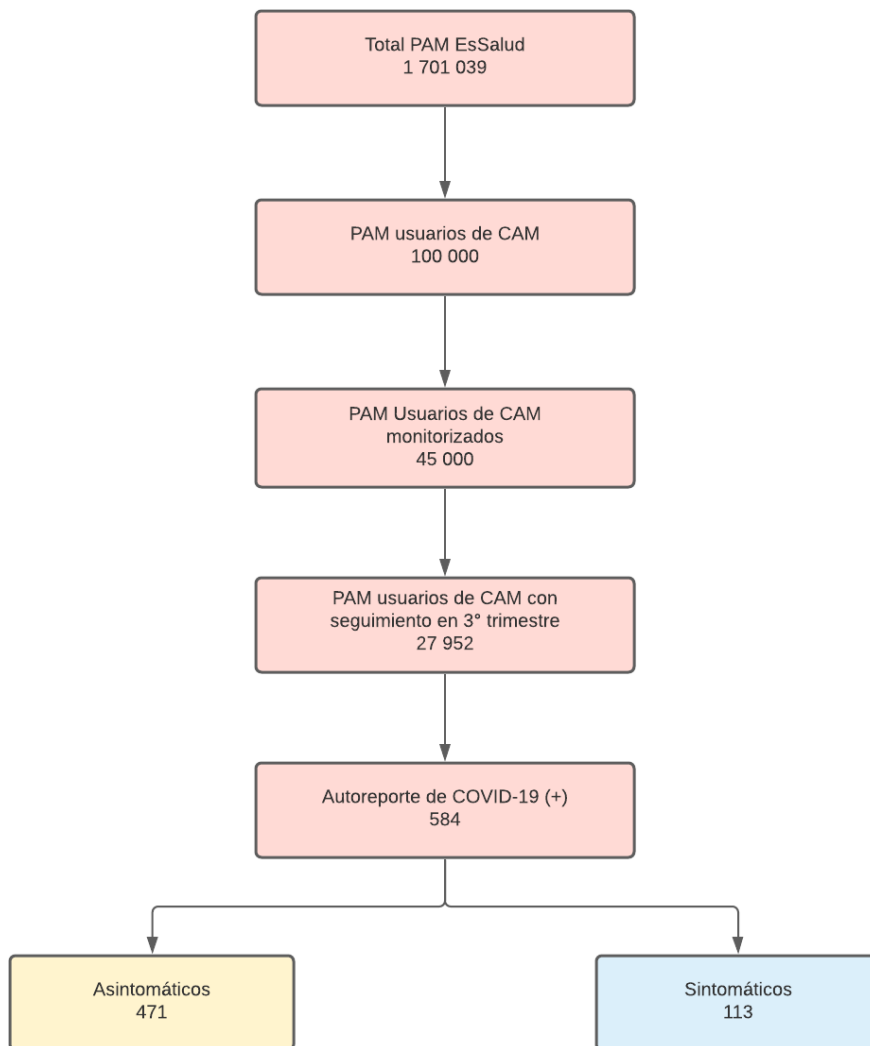 Total PAM EsSalud
1 701 039
PAM usuarios de CAM
100 000
PAM Usuarios de CAM
monitorizados
45 000
PAM usuarios de CAM con
seguimiento en 3° trimestre
27 952
Autoreporte de COVID-19 (+)
584
Asintomáticos
471
Sintomáticos
113